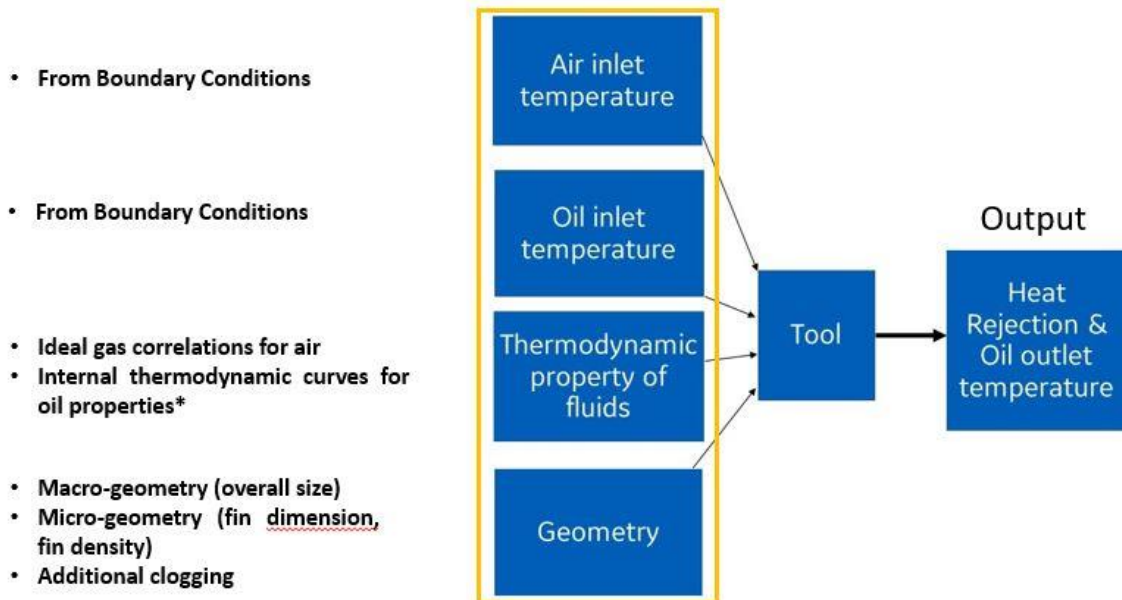 • From Boundary Conditions
Air inlet
temperature
• From Boundary Conditions
Oil inlet
temperature
• Ideal gas correlations for air
• Internal thermodynamic curves for
oil properties*
Thermodynamic
property of
fluids
• Macro-geometry (overall size)
• Micro-geometry (fin dimension,
fin density)
• Additional clogging
Geometry
Tool
Output
Heat
Rejection &
Oil outlet
temperature